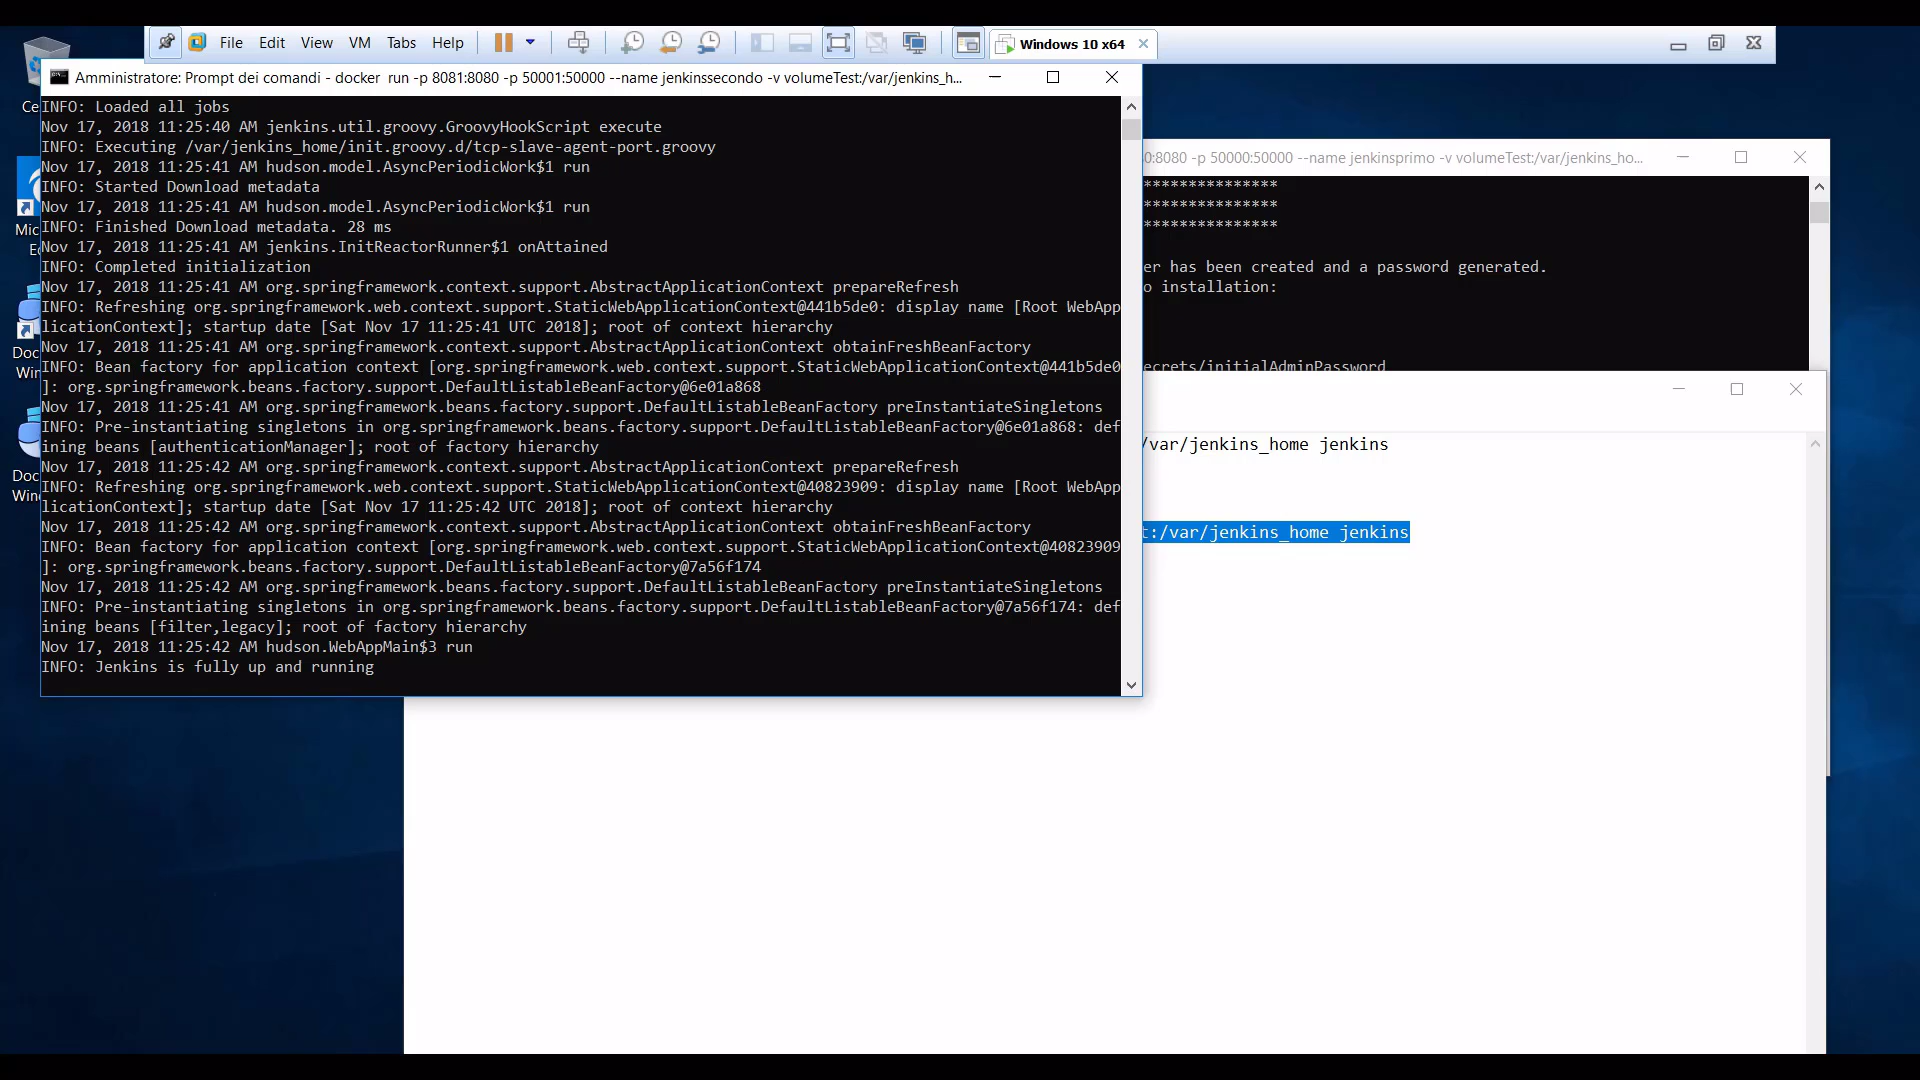 File Edit View VM Tabs Help
Windows 10 x64
Amministratore: Prompt dei comandi - docker  run -p 8081:8080 -p 50001:50000 --name jenkinssecondo -v volumeTest:/var/jenkins_h...
INFO: Loaded all jobs
Nov 17, 2018 11:25:40 AM jenkins.util.groovy.GroovyHookScript execute
INFO: Executing /var/jenkins_home/init.groovy.d/tcp-slave-agent-port.groovy
Nov 17, 2018 11:25:41 AM hudson.model.AsyncPeriodicWork$1 run
INFO: Started Download metadata
Nov 17, 2018 11:25:41 AM hudson.model.AsyncPeriodicWork$1 run
INFO: Finished Download metadata. 28 ms
Nov 17, 2018 11:25:41 AM jenkins.InitReactorRunner$1 onAttained
INFO: Completed initialization
Nov 17, 2018 11:25:41 AM org.springframework.context.support.AbstractApplicationContext prepareRefresh
INFO: Refreshing org.springframework.web.context.support.StaticWebApplicationContext@441b5de0: display name [Root WebApp
licationContext]; startup date [Sat Nov 17 11:25:41 UTC 2018]; root of context hierarchy
Nov 17, 2018 11:25:41 AM org.springframework.context.support.AbstractApplicationContext obtainFreshBeanFactory
INFO: Bean factory for application context [org.springframework.web.context.support.StaticWebApplicationContext@441b5de0
]: org.springframework.beans.factory.support.DefaultListableBeanFactory@6e01a868
Nov 17, 2018 11:25:41 AM org.springframework.beans.factory.support.DefaultListableBeanFactory preInstantiateSingletons
INFO: Pre-instantiating singletons in org.springframework.beans.factory.support.DefaultListableBeanFactory@6e01a868: def
ining beans [authenticationManager]; root of factory hierarchy
Nov 17, 2018 11:25:42 AM org.springframework.context.support.AbstractApplicationContext prepareRefresh
INFO: Refreshing org.springframework.web.context.support.StaticWebApplicationContext@40823909: display name [Root WebApp
licationContext]; startup date [Sat Nov 17 11:25:42 UTC 2018]; root of context hierarchy
Nov 17, 2018 11:25:42 AM org.springframework.context.support.AbstractApplicationContext obtainFreshBeanFactory
INFO: Bean factory for application context [org.springframework.web.context.support.StaticWebApplicationContext@40823909
]: org.springframework.beans.factory.support.DefaultListableBeanFactory@7a56f174
Nov 17, 2018 11:25:42 AM org.springframework.beans.factory.support.DefaultListableBeanFactory preInstantiateSingletons
INFO: Pre-instantiating singletons in org.springframework.beans.factory.support.DefaultListableBeanFactory@7a56f174: def
ining beans [filter,legacy]; root of factory hierarchy
Nov 17, 2018 11:25:42 AM hudson.WebAppMain$3 run
INFO: Jenkins is fully up and running
0:8080 -p 50000:50000 --name jenkinsprimo -v volumeTest:/var/jenkins_ho...
***************
***************
***************
er has been created and a password generated.
o installation:
ecrets/initialAdminPassword
/var/jenkins_home jenkins
t:/var/jenkins_home jenkins
Ce
Mic
Ec
Doc
Win
Doc
Win